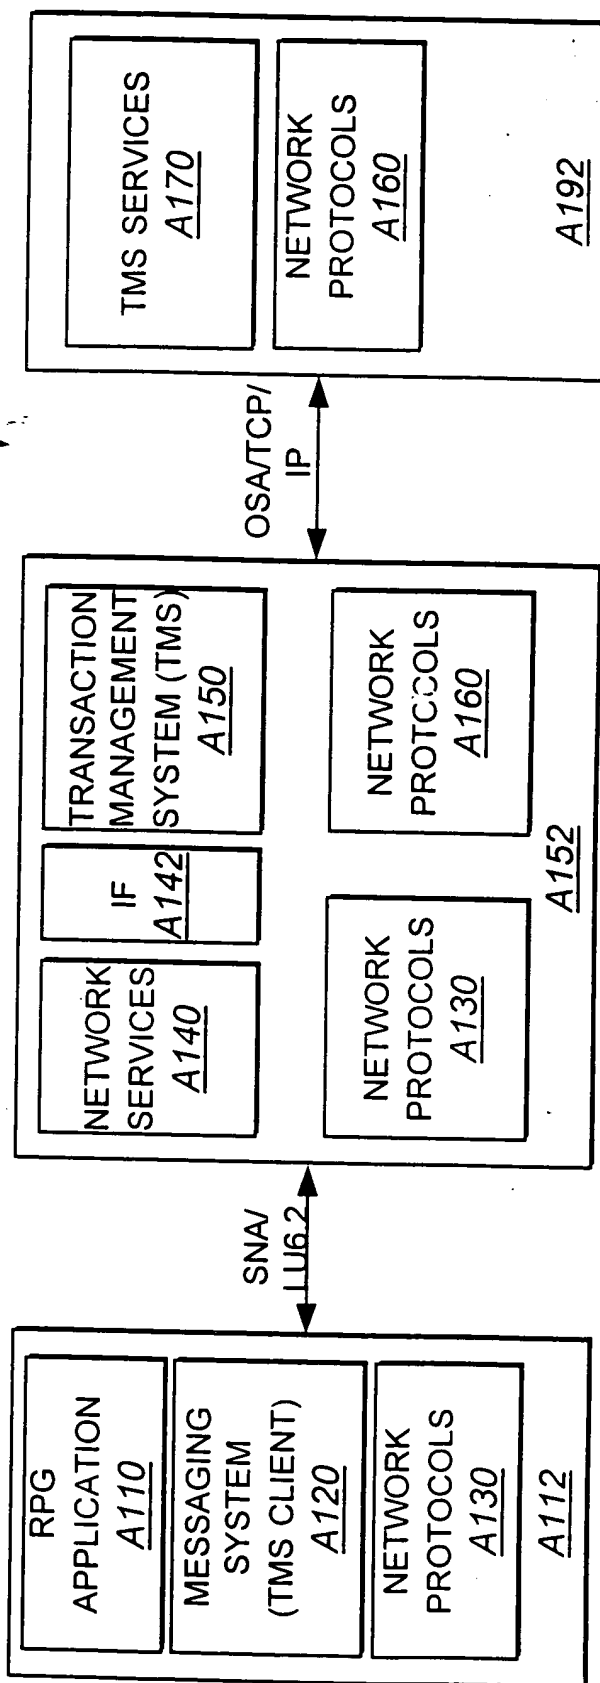 RPG
APPLICATION
A110
MESSAGING
SYSTEM
(TMS CLIENT)
A120
NETWORK
PROTOCOLS
A130
A112
SNA/
LU6.2
NETWORK
SERVICES
A140
IF
A142
TRANSACTION
MANAGEMENT
SYSTEM (TMS)
A150
NETWORK
PROTOCOLS
A130
NETWORK
PROTCCOLS
A160
A152
OSA/TCP/
IP
TMS SERVICES
A170
NETWORK
PROTOCOLS
A160
A192